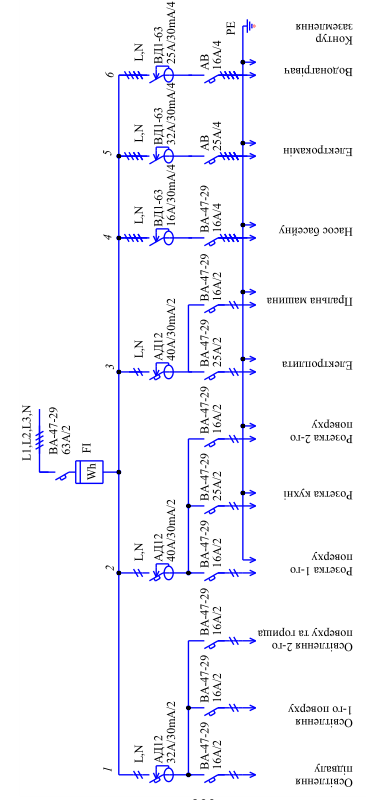 L1,L2,L3,N
ВА-47-29
63А/2
FI
Wh
1
2
3
4
5
6
L,N
L,N
L,N
L,N
L,N
L,N
АД12
32А/30mA/2
АД12
40А/30mA/2
АД12
40А/30mA/2
ВД1-63
16А/30mA/4
ВД1-63
32А/30mA/4
ВД1-63
25А/30mA/4
ВА-47-29
16А/2
ВА-47-29
16А/2
ВА-47-29
16А/2
ВА-47-29
16А/2
ВА-47-29
25А/2
ВА-47-29
16А/2
ВА-47-29
25А/2
ВА-47-29
16А/2
ВА-47-29
16А/4
АВ
25А/4
АВ
16А/4
PE
Освітлення
підвалу
Освітлення
1-го поверху
Освітлення 2-го
поверху та горища
Розетка 1-го
поверху
Розетка кухні
Розетка 2-го
поверху
Електроплита
Пральна машина
Насос басейну
Електрокамін
Водонагрівач
Контур
заземлення